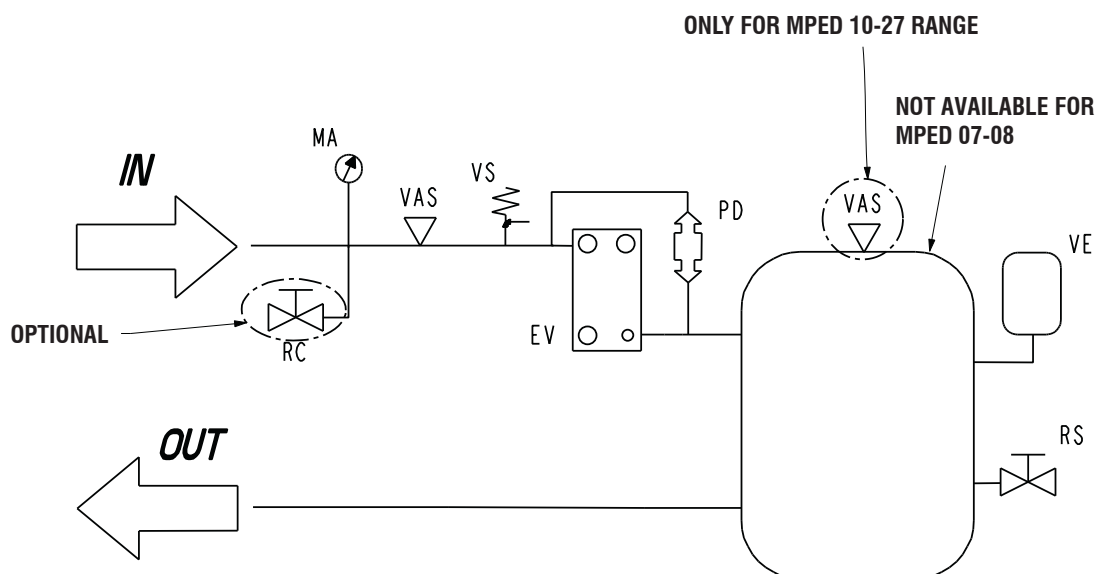 ONLY FOR MPED 10-27 RANGE
NOT AVAILABLE FOR
MPED 07-08
MA
IN
VS
VAS
VAS
PD
VE
OPTIONAL
RC
EV
OUT
RS